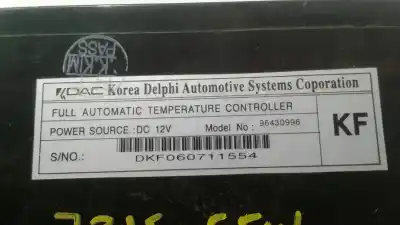 K.KIM
PASS
KDAC Korea Delphi Automotive Systems Coporation
FULL AUTOMATIC TEMPERATURE CONTROLLER
POWER SOURCE :DC 12V Model No : 96430996
KF
S/NO.: DKF060711554